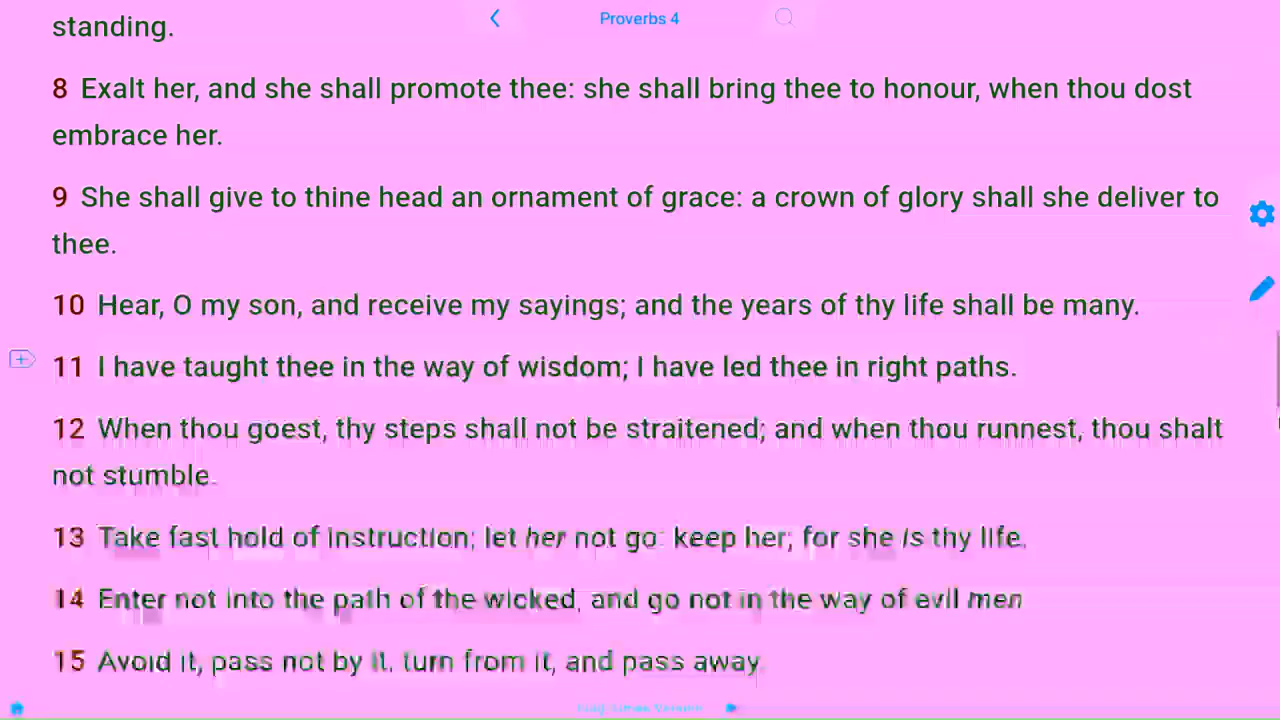 Proverbs 4
standing.
8 Exalt her, and she shall promote thee: she shall bring thee to honour, when thou dost
embrace her.
9 She shall give to thine head an ornament of grace: a crown of glory shall she deliver to
thee.
10 Hear, O my son, and receive my sayings; and the years of thy life shall be many.
11 I have taught thee in the way of wisdom; I have led thee in right paths.
12 When thou goest, thy steps shall not be straitened; and when thou runnest, thou shalt
not stumble.
13 Take fast hold of instruction; let her not go: keep her; for she is thy life.
14 Enter not into the path of the wicked, and go not in the way of evil men
15 Avoid it, pass not by it, turn from it, and pass away.
King James Version